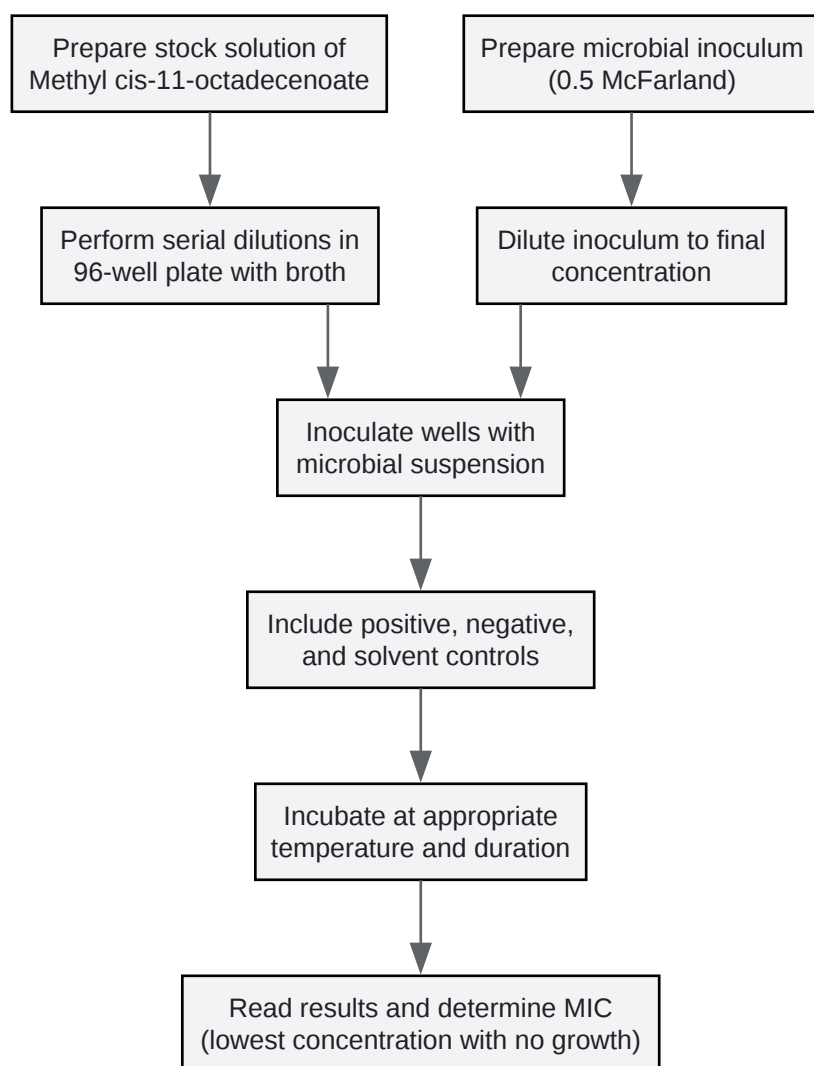 Prepare stock solution of
Methyl cis-11-octadecenoate
Prepare microbial inoculum
(0.5 McFarland)
Perform serial dilutions in
96-well plate with broth
Dilute inoculum to final
concentration
Inoculate wells with
microbial suspension
Include positive, negative,
and solvent controls
Incubate at appropriate
temperature and duration
Read results and determine MIC
(lowest concentration with no growth)